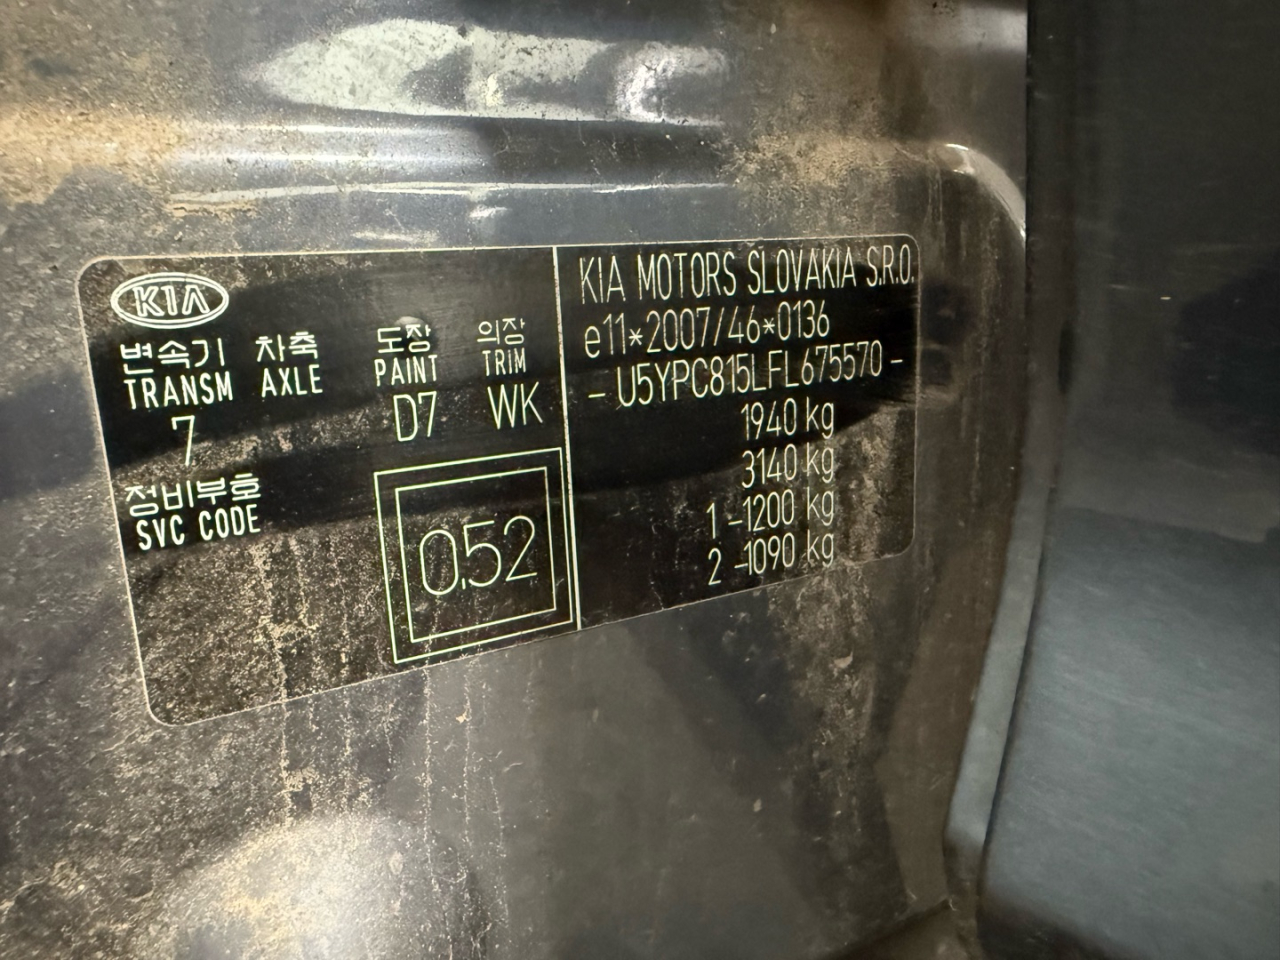 KIA
변속기 차축 도장 의장
TRANSM AXLE PAINT TRIM
7 D7 WK
정비부호
SVC CODE
0.52
KIA MOTORS SLOVAKIA S.R.O.
e11*2007/46*0136
- U5YPC815LFL675570 -
1940 kg
3140 kg
1 -1200 kg
2 -1090 kg